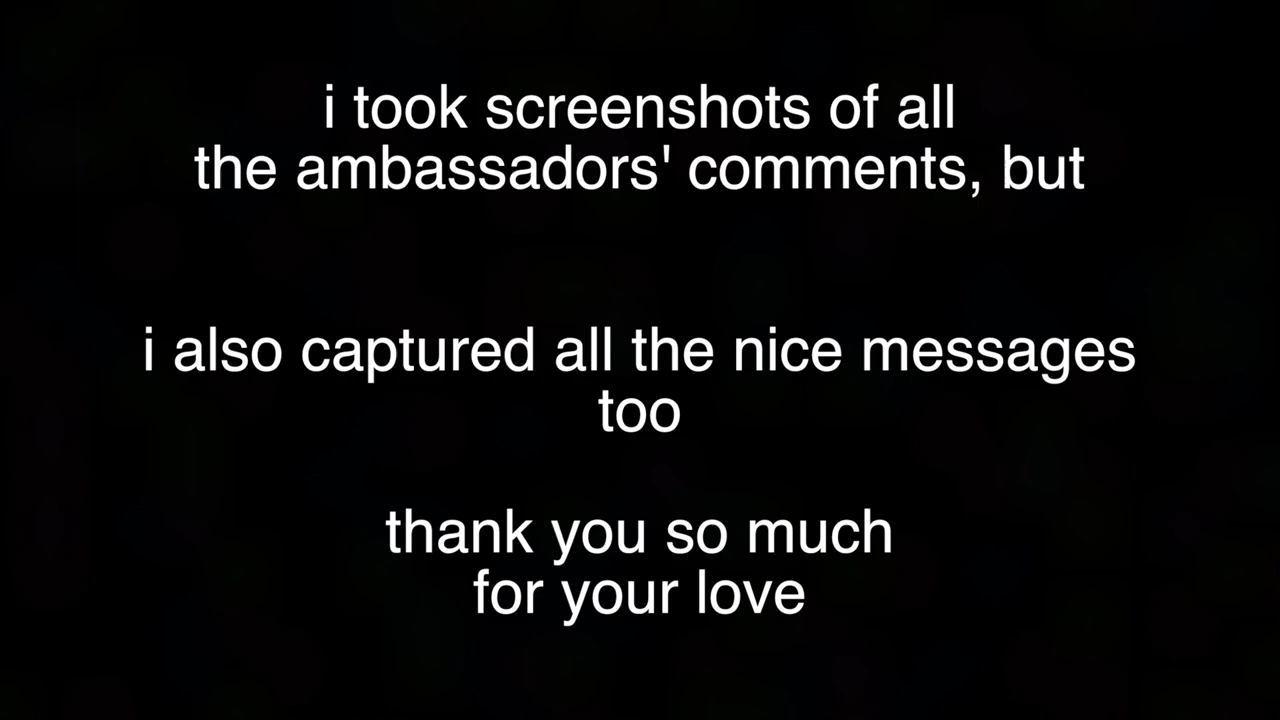 i took screenshots of all
the ambassadors' comments, but
i also captured all the nice messages
too
thank you so much
for your love